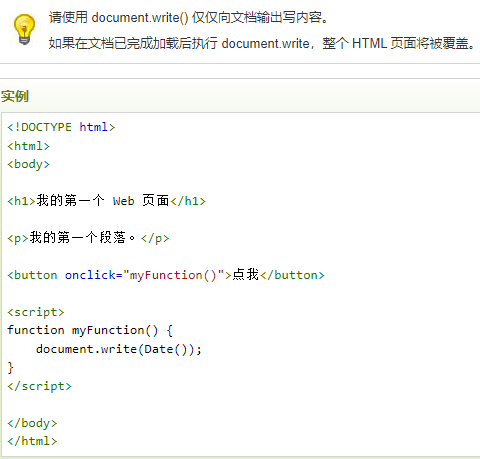 请使用 document.write() 仅仅向文档输出写内容。
如果在文档已完成加载后执行 document.write，整个 HTML 页面将被覆盖。
实例
<!DOCTYPE html>
<html>
<body>
<h1>我的第一个 Web 页面</h1>
<p>我的第一个段落。</p>
<button onclick="myFunction()">点我</button>
<script>
function myFunction() {
    document.write(Date());
}
</script>
</body>
</html>